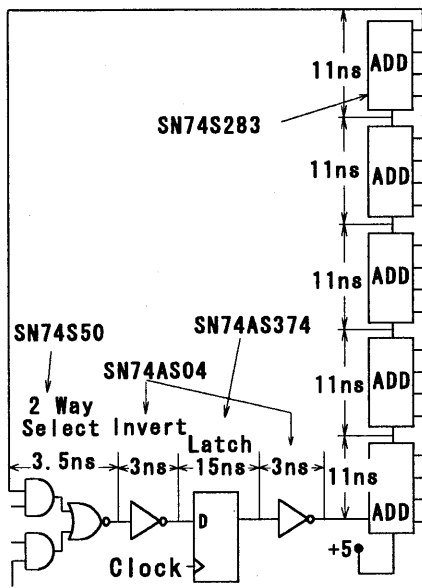 11ns
ADD
SN74S283
11ns
ADD
11ns
ADD
SN74S50
SN74AS374
SN74AS04
11ns
ADD
2 Way
Select
Invert
Latch
3.5ns
3ns
15ns
3ns
11ns
D
ADD
+5
Clock